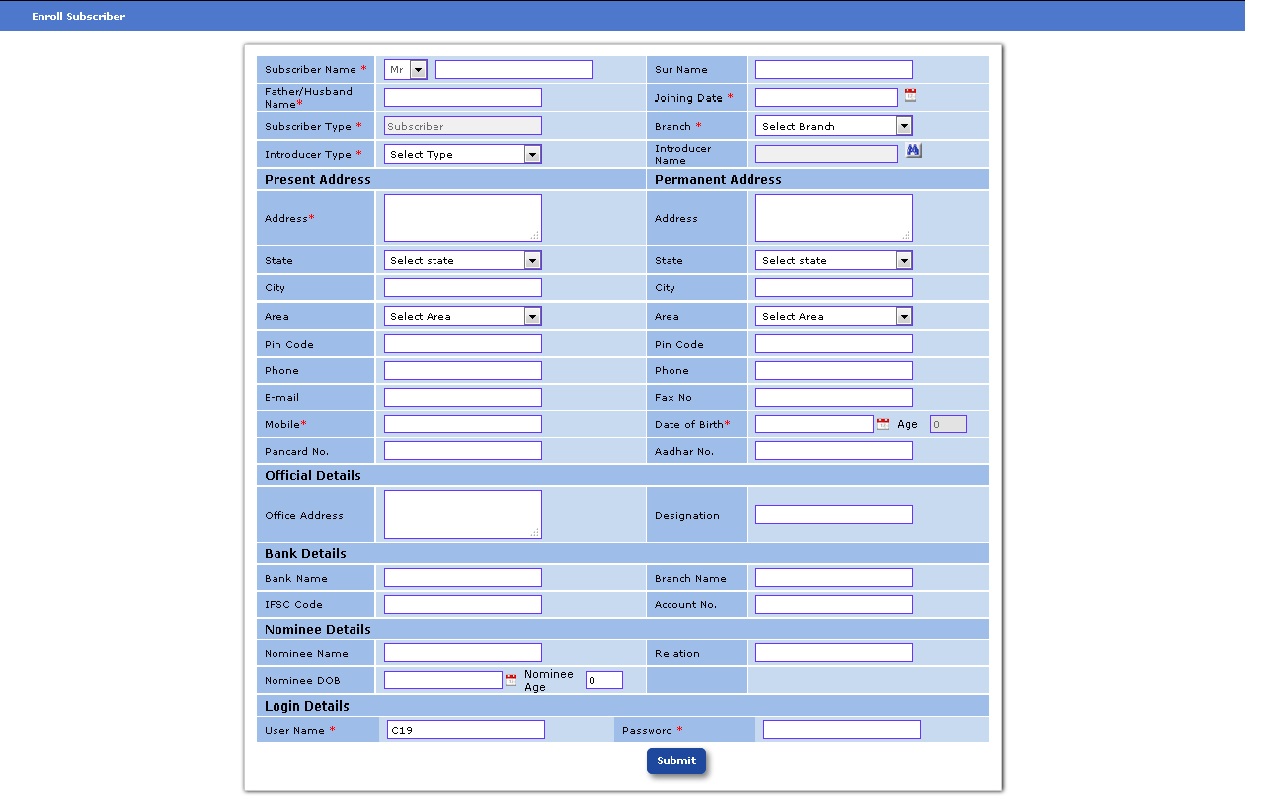 Enroll Subscriber
Subscriber Name * Mr Sur Name
Father/Husband Name* Joining Date *
Subscriber Type * Subscriber Branch * Select Branch
Introducer Type * Select Type Introducer Name
Present Address Permanent Address
Address* Address
State Select state State Select state
City City
Area Select Area Area Select Area
Pin Code Pin Code
Phone Phone
E-mail Fax No
Mobile* Date of Birth* Age 0
Pancard No. Aadhar No.
Official Details
Office Address Designation
Bank Details
Bank Name Branch Name
IFSC Code Account No.
Nominee Details
Nominee Name Relation
Nominee DOB Nominee Age 0
Login Details
User Name * C19 Password *
Submit